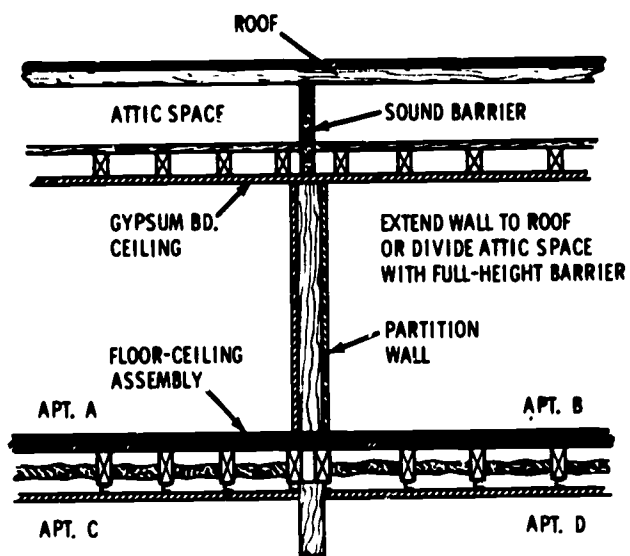 ROOF
ATTIC SPACE
SOUND BARRIER
GYPSUM BD.
CEILING
EXTEND WALL TO ROOF
OR DIVIDE ATTIC SPACE
WITH FULL-HEIGHT BARRIER
PARTITION
WALL
FLOOR-CEILING
ASSEMBLY
APT. A
APT. B
APT. C
APT. D